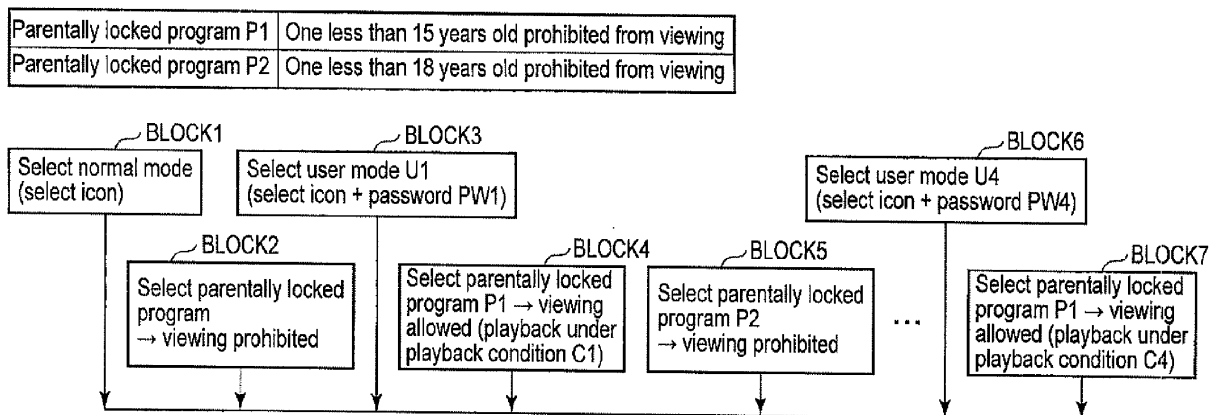 Parentally locked program P1 One less than 15 years old prohibited from viewing
Parentally locked program P2 One less than 18 years old prohibited from viewing
BLOCK1
Select normal mode
(select icon)
BLOCK3
Select user mode U1
(select icon + password PW1)
BLOCK6
Select user mode U4
(select icon + password PW4)
BLOCK2
Select parentally locked
program
→ viewing prohibited
BLOCK4
Select parentally locked
program P1 → viewing
allowed (playback under
playback condition C1)
BLOCK5
Select parentally locked
program P2
→ viewing prohibited
...
BLOCK7
Select parentally locked
program P1 → viewing
allowed (playback under
playback condition C4)